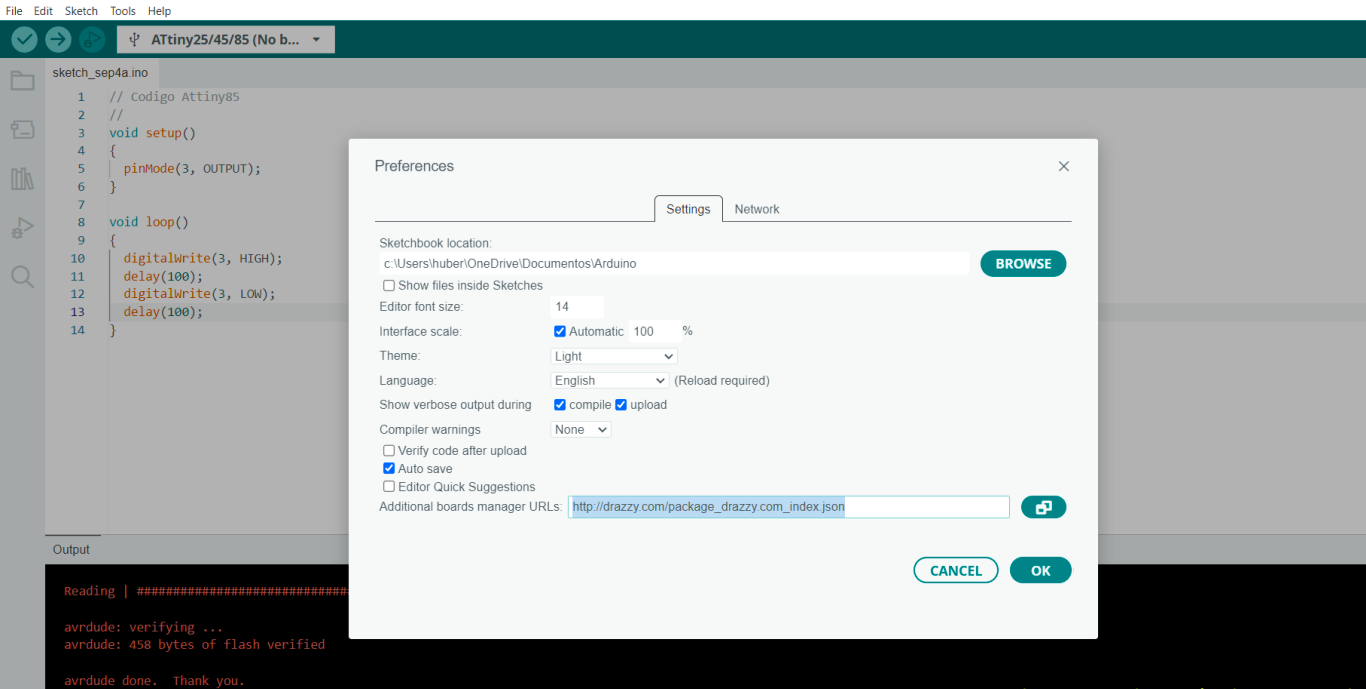 File Edit Sketch Tools Help
ATtiny25/45/85 (No b...
sketch_sep4a.ino
1 // Codigo Attiny85
2 //
3 void setup()
4 {
5 pinMode(3, OUTPUT);
6 }
7
8 void loop()
9 {
10 digitalWrite(3, HIGH);
11 delay(100);
12 digitalWrite(3, LOW);
13 delay(100);
14 }
Preferences
Settings Network
Sketchbook location:
c:\Users\huber\OneDrive\Documentos\Arduino BROWSE
Show files inside Sketches
Editor font size: 14
Interface scale: Automatic 100 %
Theme: Light
Language: English (Reload required)
Show verbose output during compile upload
Compiler warnings None
Verify code after upload
Auto save
Editor Quick Suggestions
Additional boards manager URLs: http://drazzy.com/package_drazzy.com_index.json
CANCEL OK
Output
Reading | ##############################
avrdude: verifying ...
avrdude: 458 bytes of flash verified
avrdude done. Thank you.